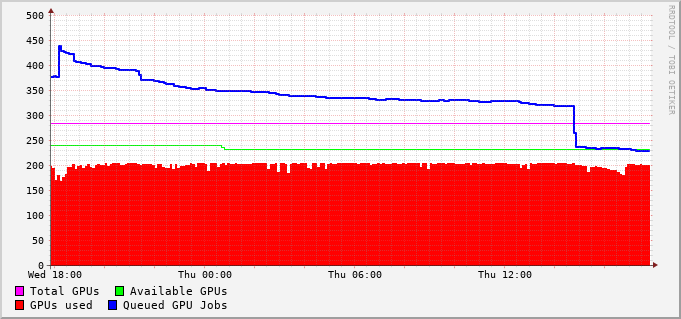 RRDTOOL / TOBI OETIKER
500
450
400
350
300
250
200
150
100
50
0
Wed 18:00 Thu 00:00 Thu 06:00 Thu 12:00
Total GPUs Available GPUs
GPUs used Queued GPU Jobs